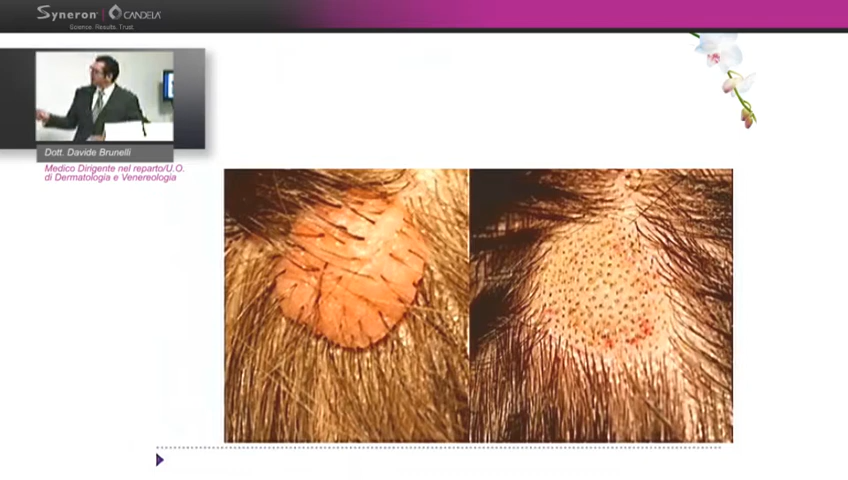 Syneron | CANDELA
Science. Results. Trust.
Dott. Davide Brunelli
Medico Dirigente nel reparto/U.O.
di Dermatologia e Venereologia